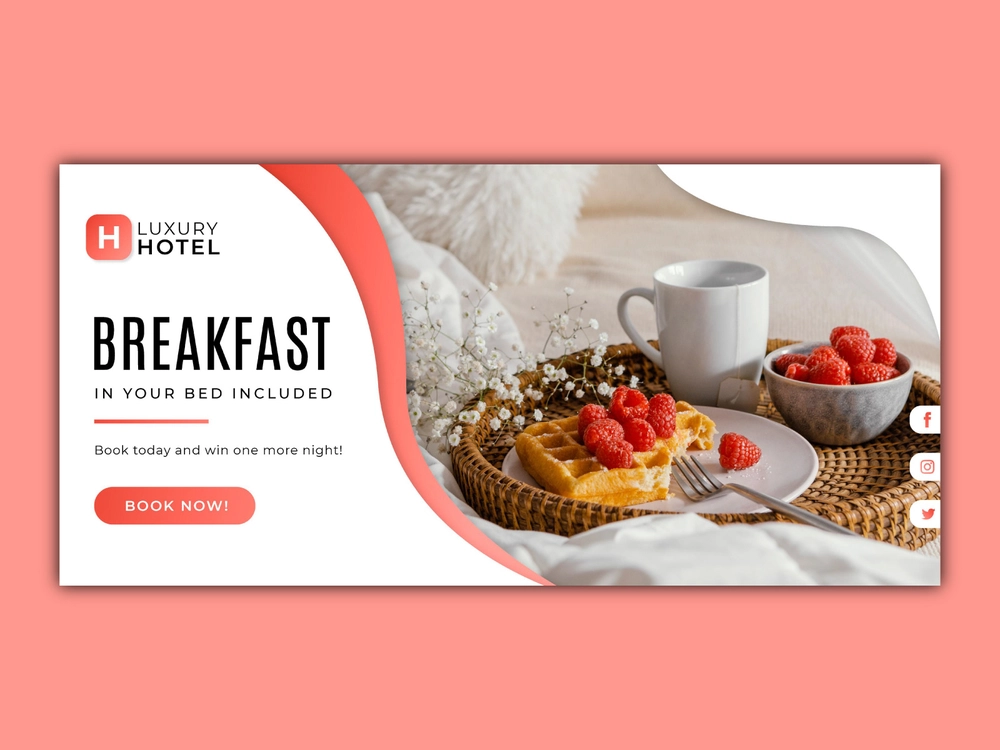 H
LUXURY
HOTEL
BREAKFAST
IN YOUR BED INCLUDED
Book today and win one more night!
BOOK NOW!